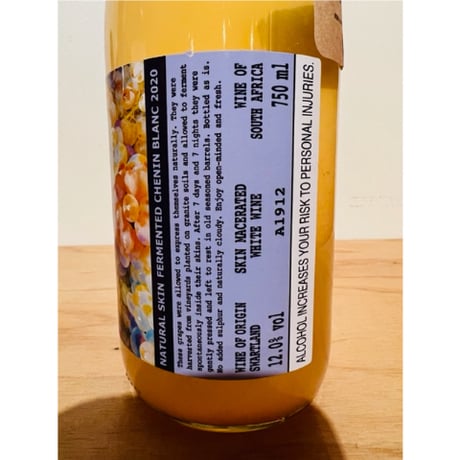 NATURAL SKIN FERMENTED CHENIN BLANC 2020
These grapes were allowed to express themselves naturally. They were
harvested from vineyards planted on granite soils and allowed to ferment
spontaneously inside their skins. After 7 days and 7 nights they were
gently pressed and left to rest in old seasoned barrels. Bottled as is.
No added sulphur and naturally cloudy. Enjoy open-minded and fresh.
WINE OF ORIGIN SKIN MACERATED WINE OF
SWARTLAND WHITE WINE SOUTH AFRICA
12.0% vol A1912 750 ml
ALCOHOL INCREASES YOUR RISK TO PERSONAL INJURIES.